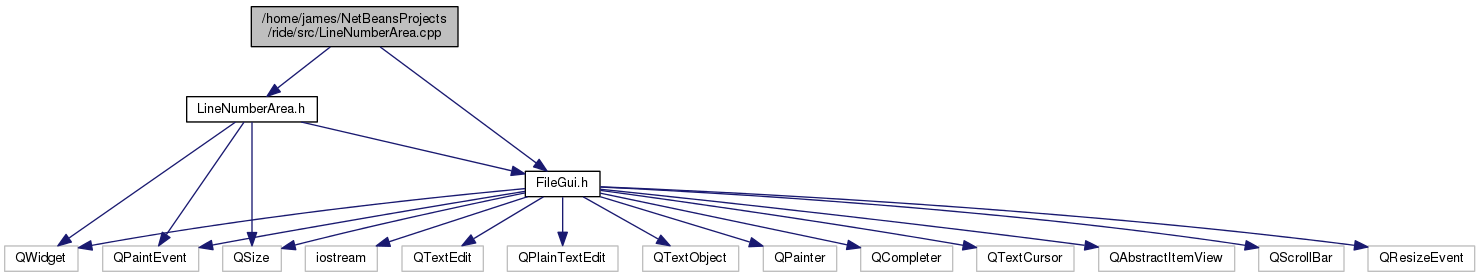 /home/james/NetBeansProjects
/ride/src/LineNumberArea.cpp
LineNumberArea.h
FileGui.h
QWidget
QPaintEvent
QSize
iostream
QTextEdit
QPlainTextEdit
QTextObject
QPainter
QCompleter
QTextCursor
QAbstractItemView
QScrollBar
QResizeEvent